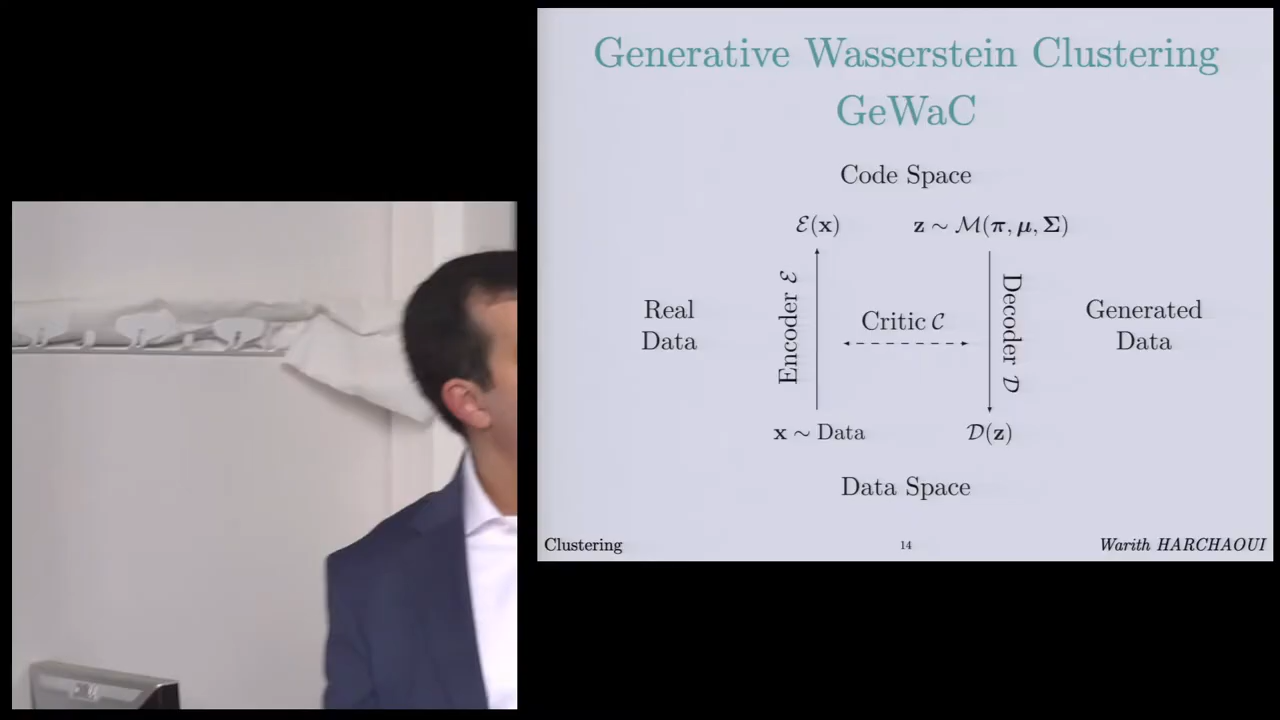 Generative Wasserstein Clustering
GeWaC
Code Space
ℰ(x)
z ∼ ℳ(π, μ, Σ)
Real
Data
Encoder ℰ
Critic 𝒞
Decoder 𝒟
Generated
Data
x ∼ Data
𝒟(z)
Data Space
Clustering
14
Warith HARCHAOUI